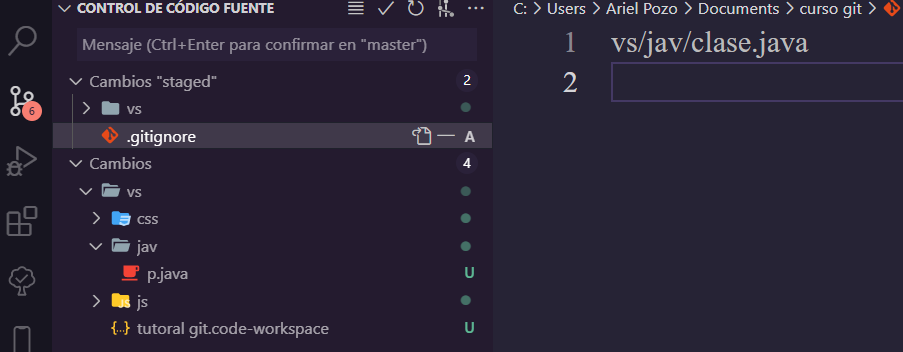 CONTROL DE CÓDIGO FUENTE
Mensaje (Ctrl+Enter para confirmar en "master")
Cambios "staged" 2
vs
.gitignore A
Cambios 4
vs
css
jav
p.java U
JS js
{..} tutoral git.code-workspace U
6
C: > Users > Ariel Pozo > Documents > curso git >
1 vs/jav/clase.java
2